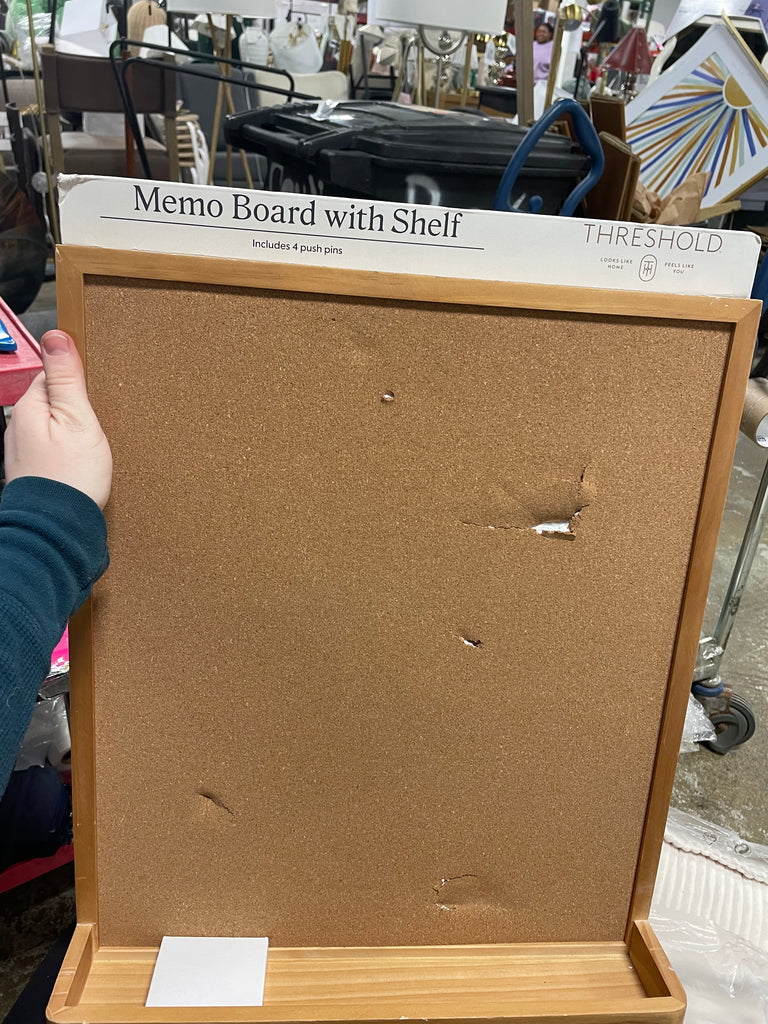 Memo Board with Shelf
Includes 4 push pins
THRESHOLD
LOOKS LIKE
HOME
FEELS LIKE
YOU